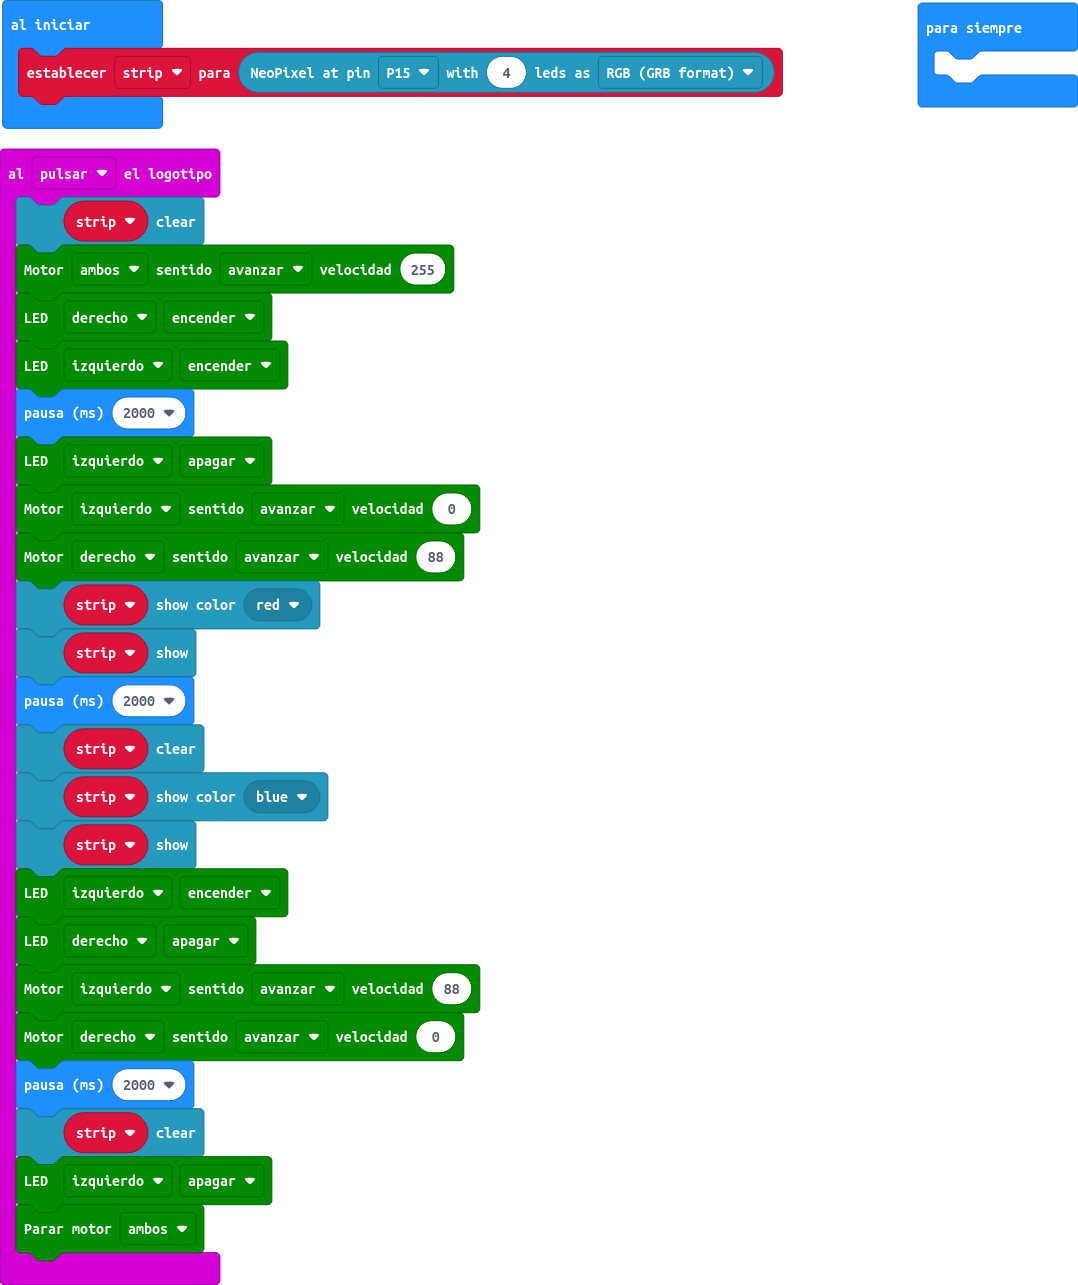 al iniciar
establecer strip para NeoPixel at pin P15 with 4 leds as RGB (GRB format)
para siempre
al pulsar el logotipo
strip clear
Motor ambos sentido avanzar velocidad 255
LED derecho encender
LED izquierdo encender
pausa (ms) 2000
LED izquierdo apagar
Motor izquierdo sentido avanzar velocidad 0
Motor derecho sentido avanzar velocidad 88
strip show color red
strip show
pausa (ms) 2000
strip clear
strip show color blue
strip show
LED izquierdo encender
LED derecho apagar
Motor izquierdo sentido avanzar velocidad 88
Motor derecho sentido avanzar velocidad 0
pausa (ms) 2000
strip clear
LED izquierdo apagar
Parar motor ambos